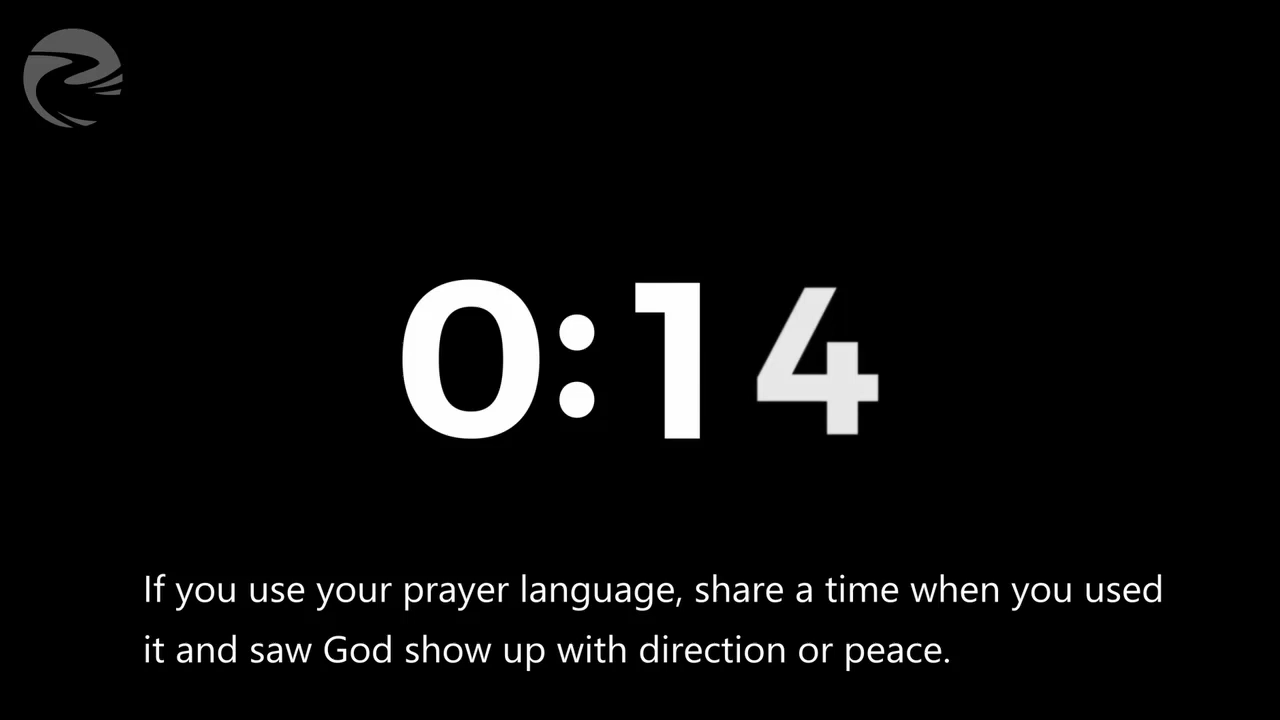 0:14
If you use your prayer language, share a time when you used
it and saw God show up with direction or peace.